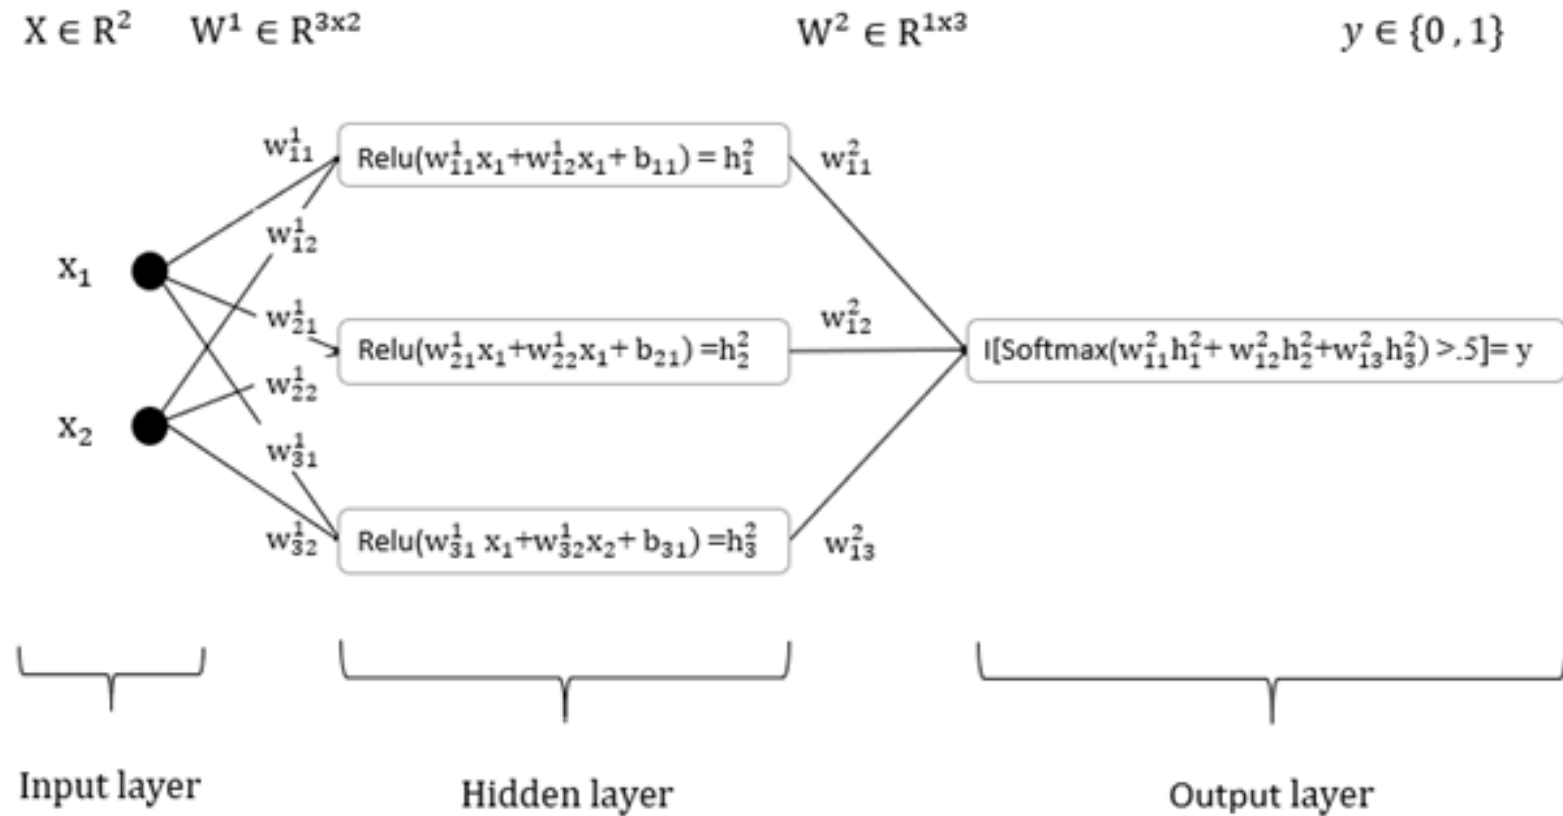 X ∈ R² W¹ ∈ R³ˣ² W² ∈ R¹ˣ³ y ∈ {0 , 1}
w¹₁₁ Relu(w¹₁₁x₁+w¹₁₂x₁+ b₁₁) = h²₁ w²₁₁
w¹₁₂
x₁
w¹₂₁ w²₁₂
Relu(w¹₂₁x₁+w¹₂₂x₁+ b₂₁) =h²₂ I[Softmax(w²₁₁h²₁+ w²₁₂h²₂+w²₁₃h²₃) >.5]= y
w¹₂₂
x₂
w¹₃₁
w¹₃₂ Relu(w¹₃₁ x₁+w¹₃₂x₂+ b₃₁) =h²₃ w²₁₃
Input layer Hidden layer Output layer